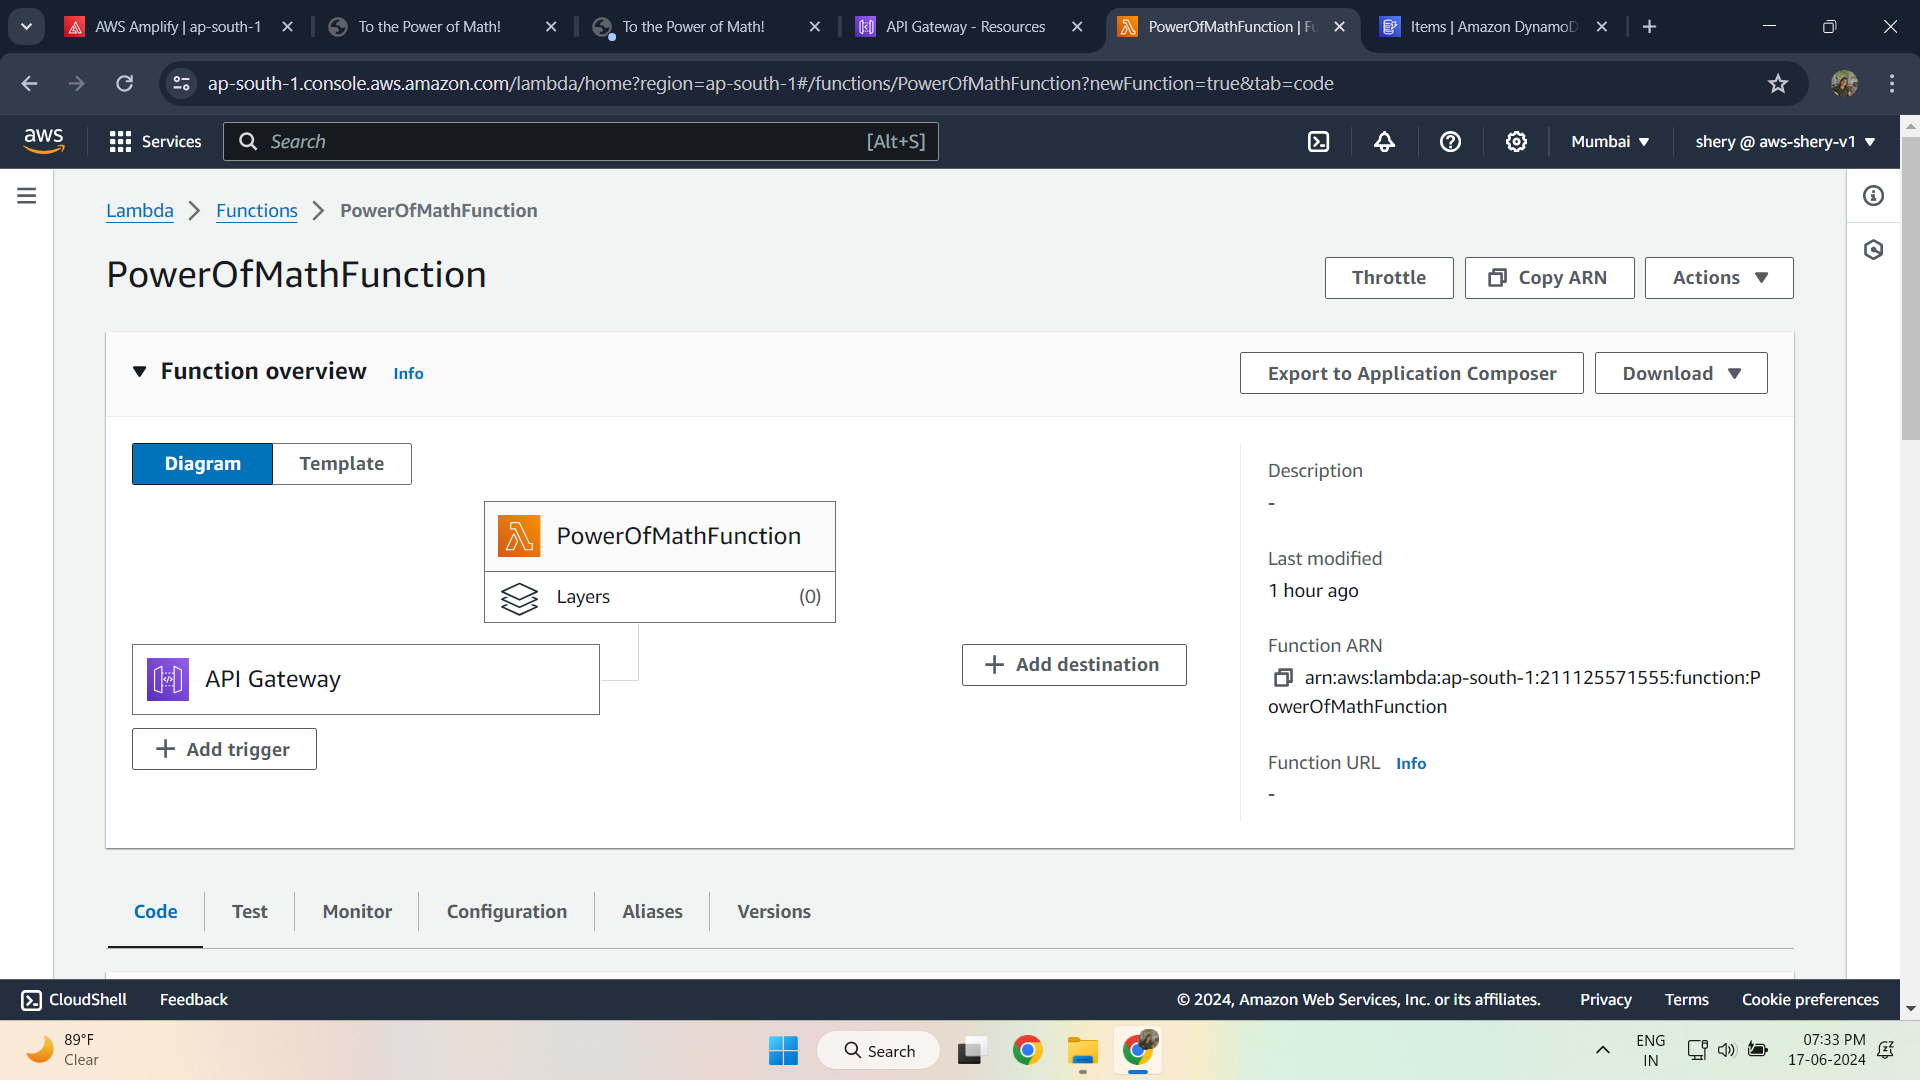 AWS Amplify | ap-south-1
To the Power of Math!
To the Power of Math!
API Gateway - Resources
PowerOfMathFunction | Fu
Items | Amazon DynamoD
ap-south-1.console.aws.amazon.com/lambda/home?region=ap-south-1#/functions/PowerOfMathFunction?newFunction=true&tab=code
aws
Services
Search
[Alt+S]
Mumbai
shery @ aws-shery-v1
Lambda
Functions
PowerOfMathFunction
PowerOfMathFunction
Throttle
Copy ARN
Actions
Function overview
Info
Export to Application Composer
Download
Diagram
Template
PowerOfMathFunction
Layers
(0)
API Gateway
Add trigger
Add destination
Description
-
Last modified
1 hour ago
Function ARN
arn:aws:lambda:ap-south-1:211125571555:function:P
owerOfMathFunction
Function URL
Info
-
Code
Test
Monitor
Configuration
Aliases
Versions
CloudShell
Feedback
© 2024, Amazon Web Services, Inc. or its affiliates.
Privacy
Terms
Cookie preferences
89°F
Clear
Search
ENG
IN
07:33 PM
17-06-2024